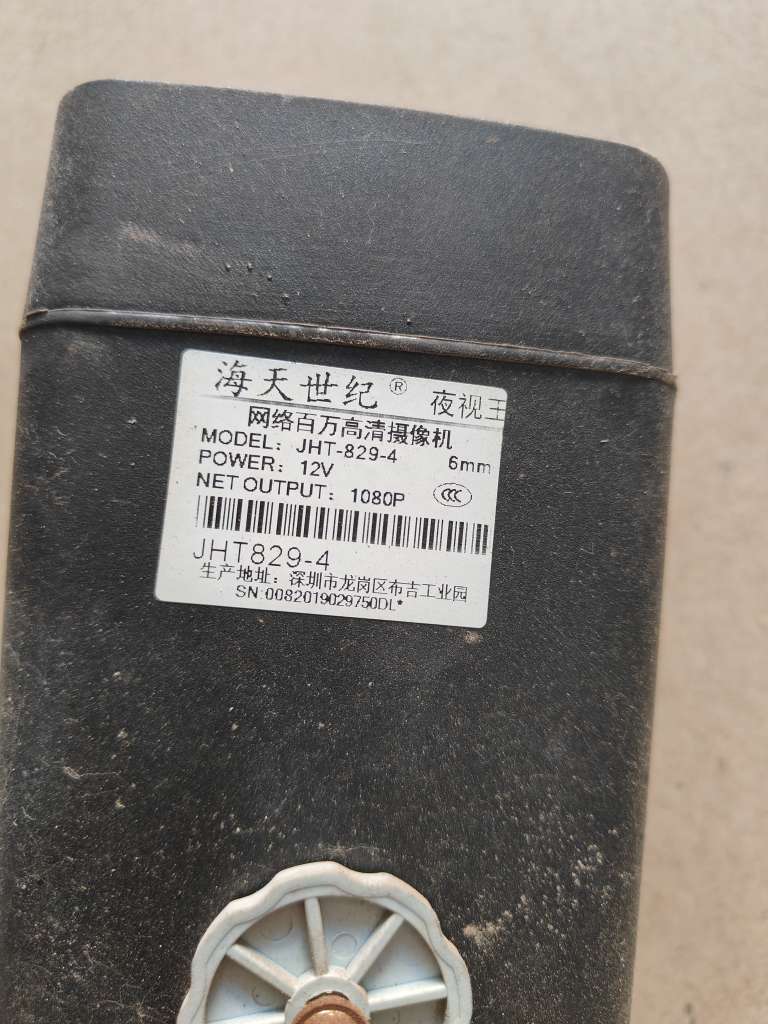 海天世纪® 夜视王
网络百万高清摄像机
MODEL: JHT-829-4 6mm
POWER: 12V
NET OUTPUT: 1080P CCC
JHT829-4
生产地址: 深圳市龙岗区布吉工业园
SN:0082019029750DL*